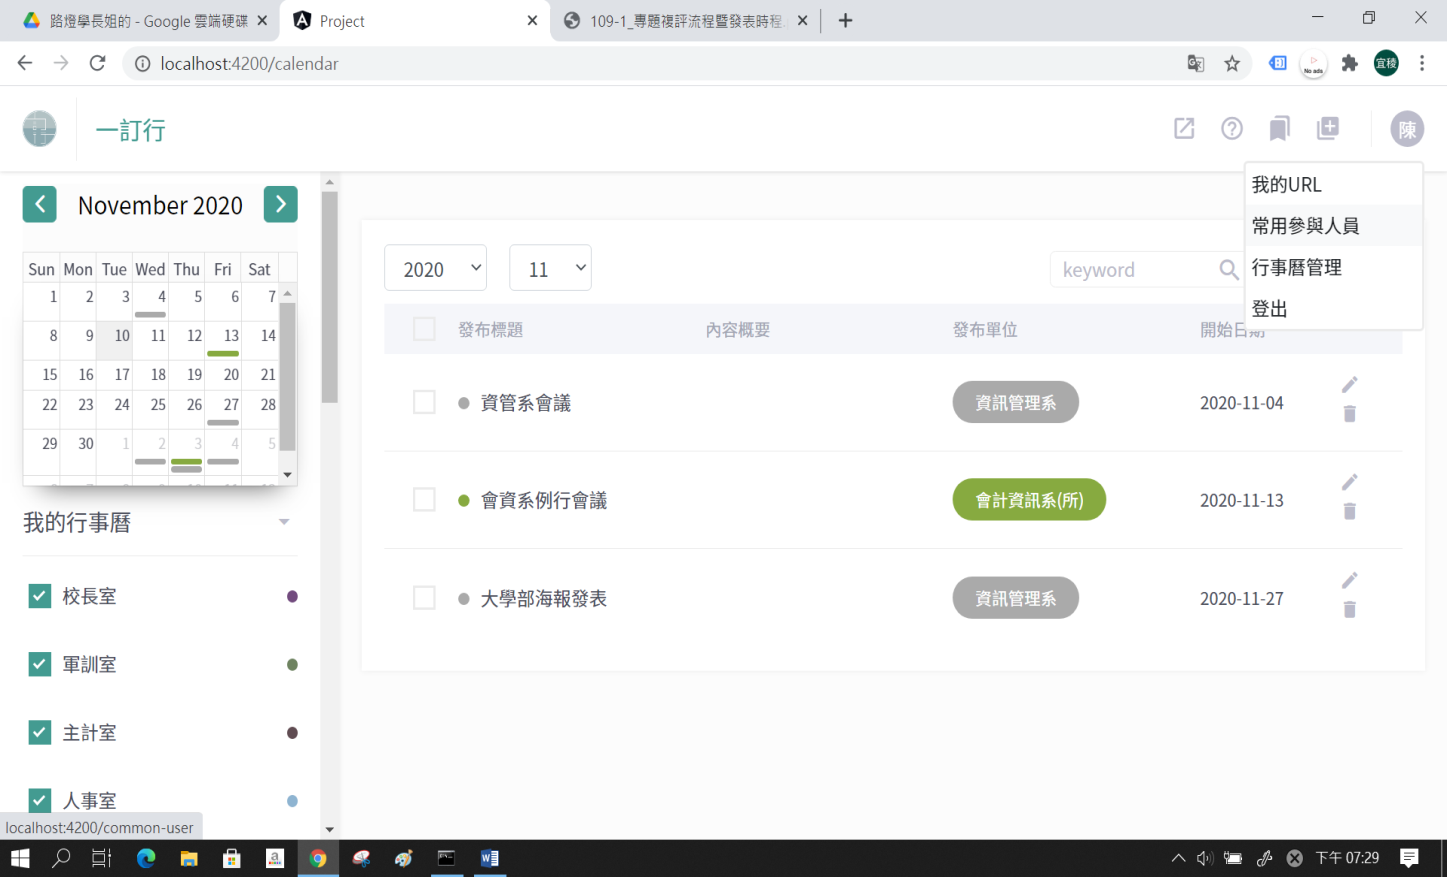 路燈學長姐的 - Google 雲端硬碟
Project
109-1_專題複評流程暨發表時程.
localhost:4200/calendar
No ads
宜稜
一訂行
陳
我的URL
常用參與人員
行事曆管理
登出
November 2020
Sun Mon Tue Wed Thu Fri Sat
1 2 3 4 5 6 7
8 9 10 11 12 13 14
15 16 17 18 19 20 21
22 23 24 25 26 27 28
29 30 1 2 3 4 5
我的行事曆
校長室
軍訓室
主計室
人事室
2020 11
keyword
發布標題 內容概要 發布單位 開始日期
資管系會議 資訊管理系 2020-11-04
會資系例行會議 會計資訊系(所) 2020-11-13
大學部海報發表 資訊管理系 2020-11-27
localhost:4200/common-user
下午 07:29